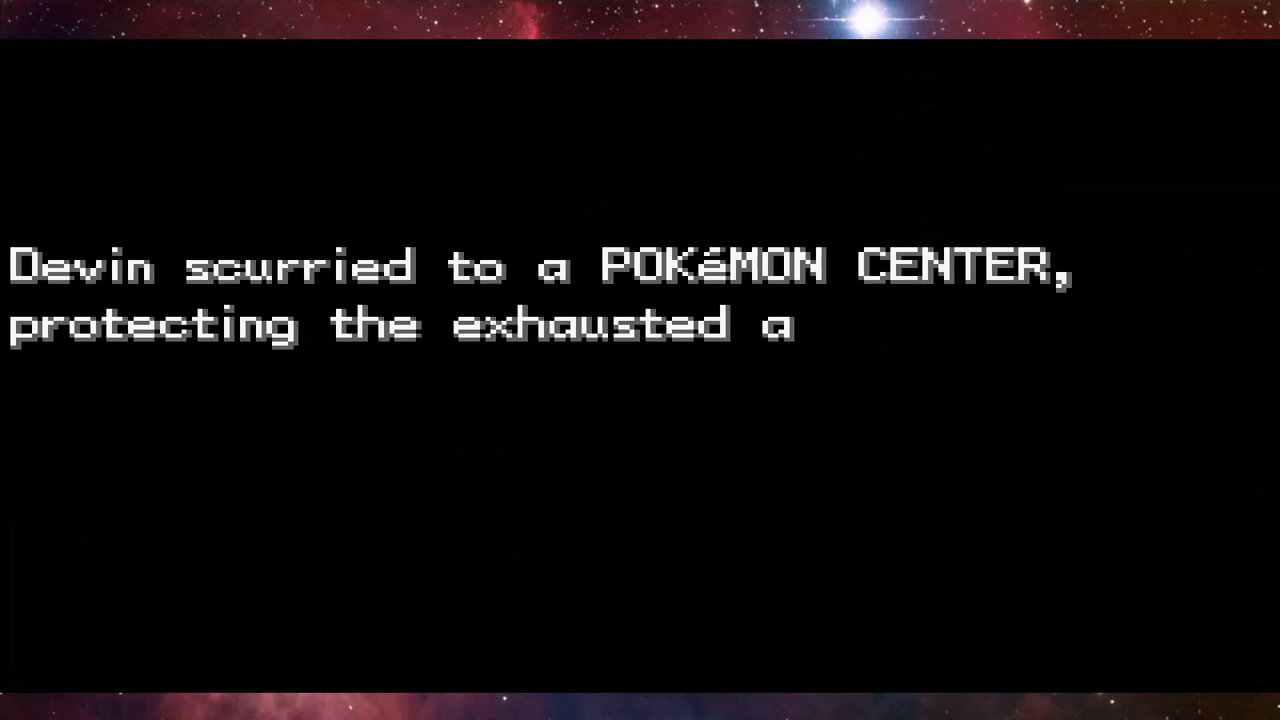 Devin scurried to a POKéMON CENTER,
protecting the exhausted a